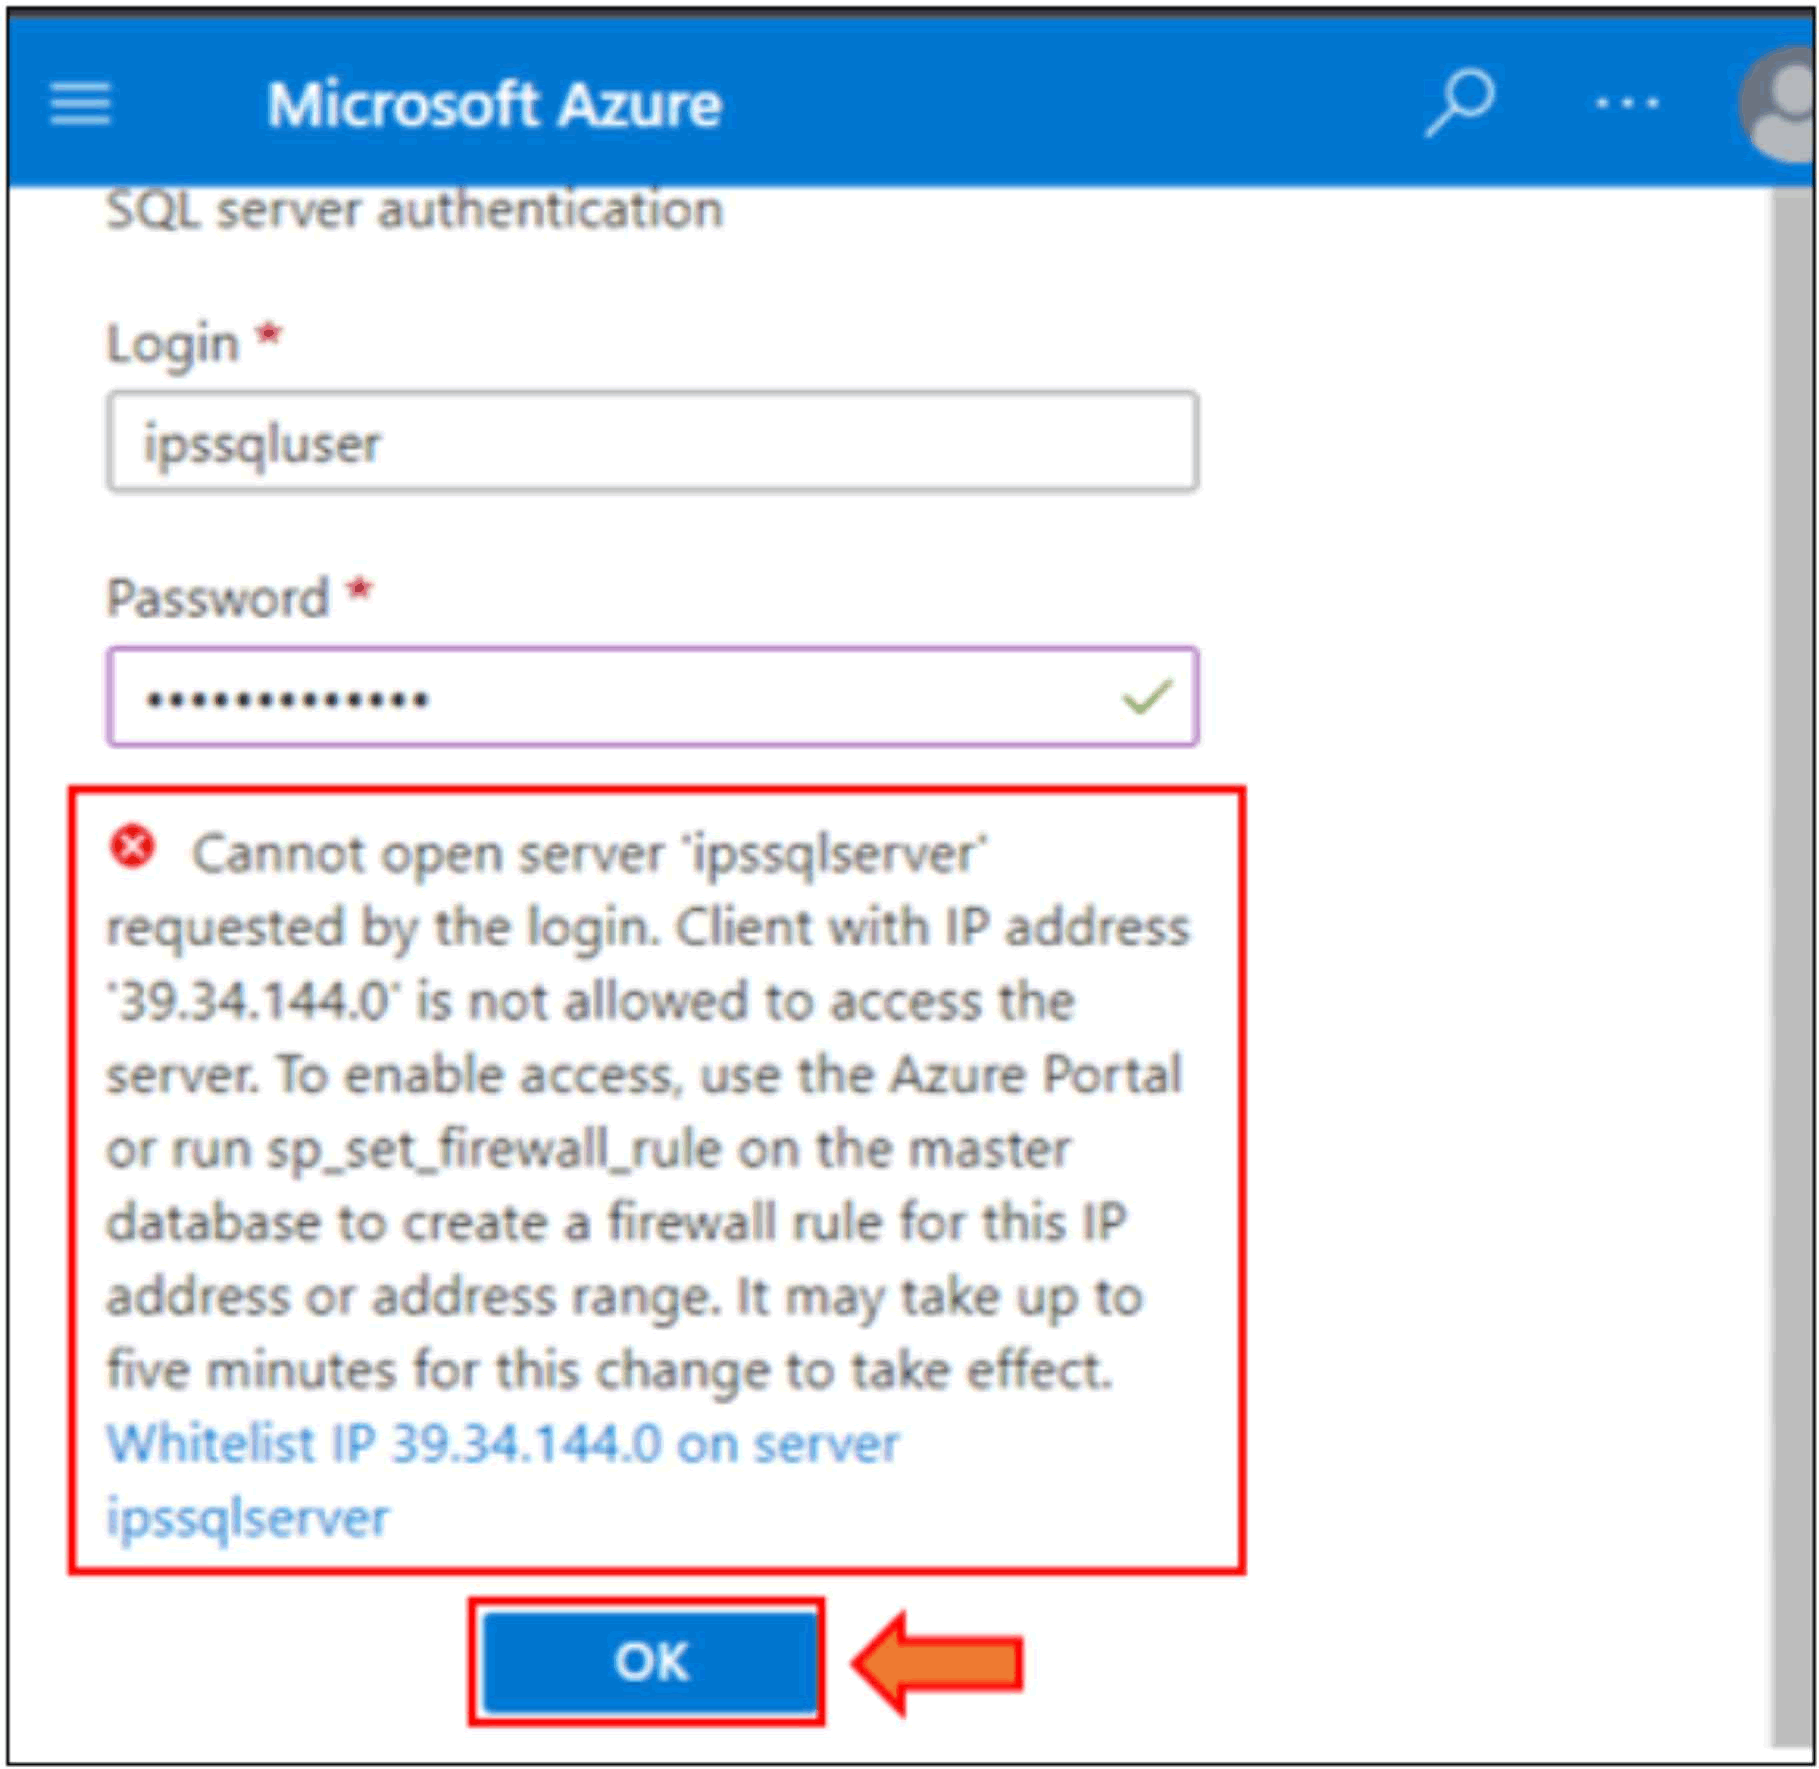 Microsoft Azure
SQL server authentication
Login *
ipssqluser
Password *
•••••••••••••
Cannot open server 'ipssqlserver'
requested by the login. Client with IP address
'39.34.144.0' is not allowed to access the
server. To enable access, use the Azure Portal
or run sp_set_firewall_rule on the master
database to create a firewall rule for this IP
address or address range. It may take up to
five minutes for this change to take effect.
Whitelist IP 39.34.144.0 on server
ipssqlserver
OK